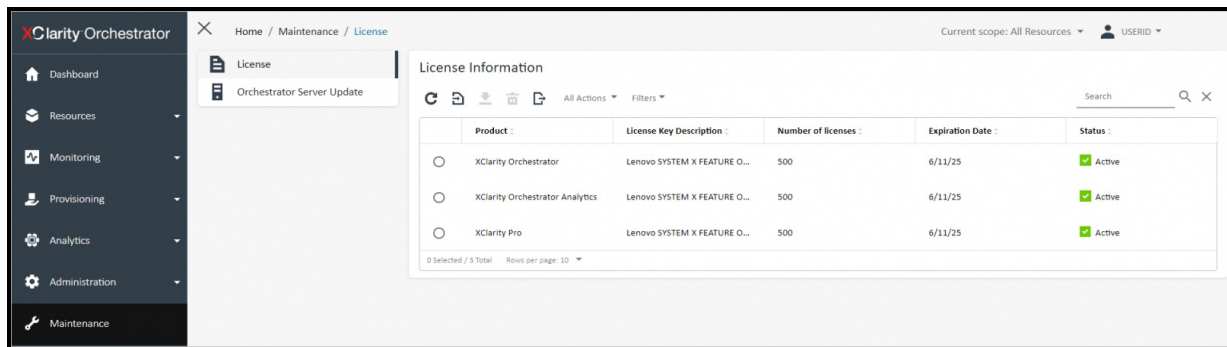 XClarity Orchestrator
Home / Maintenance / License
Current scope: All Resources
USERID
Dashboard
Resources
Monitoring
Provisioning
Analytics
Administration
Maintenance
License
Orchestrator Server Update
License Information
All Actions Filters Search
Product License Key Description Number of licenses Expiration Date Status
XClarity Orchestrator Lenovo SYSTEM X FEATURE O... 500 6/11/25 Active
XClarity Orchestrator Analytics Lenovo SYSTEM X FEATURE O... 500 6/11/25 Active
XClarity Pro Lenovo SYSTEM X FEATURE O... 500 6/11/25 Active
0 Selected / 3 Total Rows per page: 10